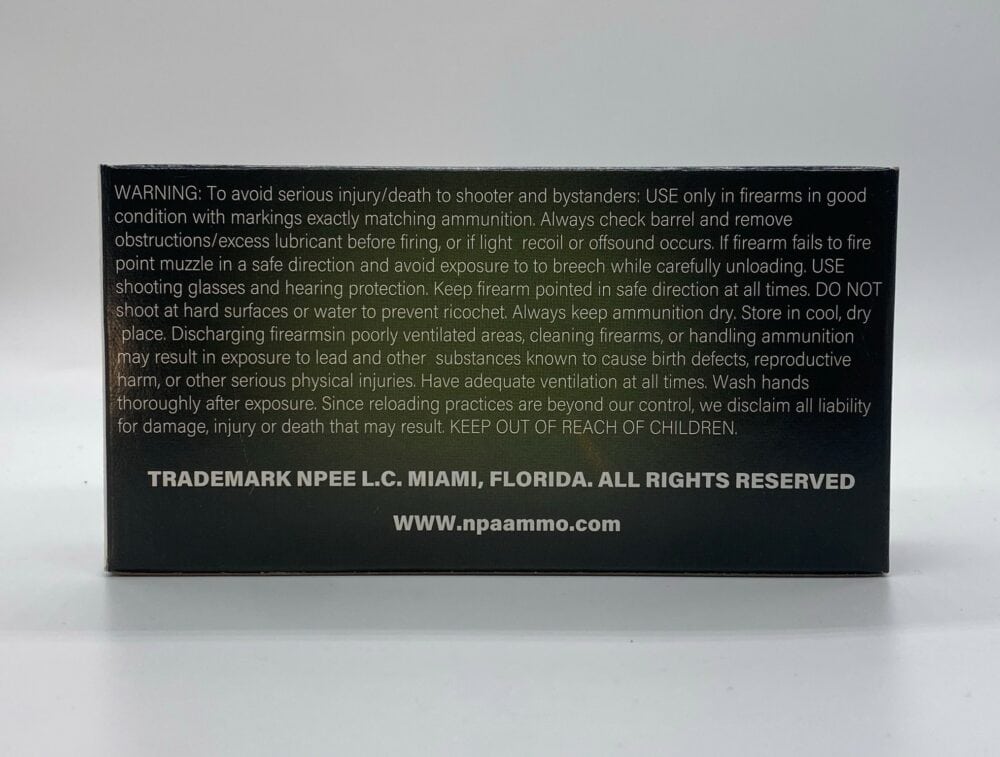 WARNING: To avoid serious injury/death to shooter and bystanders: USE only in firearms in good
condition with markings exactly matching ammunition. Always check barrel and remove
obstructions/excess lubricant before firing, or if light recoil or offsound occurs. If firearm fails to fire
point muzzle in a safe direction and avoid exposure to to breech while carefully unloading. USE
shooting glasses and hearing protection. Keep firearm pointed in safe direction at all times. DO NOT
shoot at hard surfaces or water to prevent ricochet. Always keep ammunition dry. Store in cool, dry
place. Discharging firearmsin poorly ventilated areas, cleaning firearms, or handling ammunition
may result in exposure to lead and other substances known to cause birth defects, reproductive
harm, or other serious physical injuries. Have adequate ventilation at all times. Wash hands
thoroughly after exposure. Since reloading practices are beyond our control, we disclaim all liability
for damage, injury or death that may result. KEEP OUT OF REACH OF CHILDREN.
TRADEMARK NPEE L.C. MIAMI, FLORIDA. ALL RIGHTS RESERVED
WWW.npaammo.com